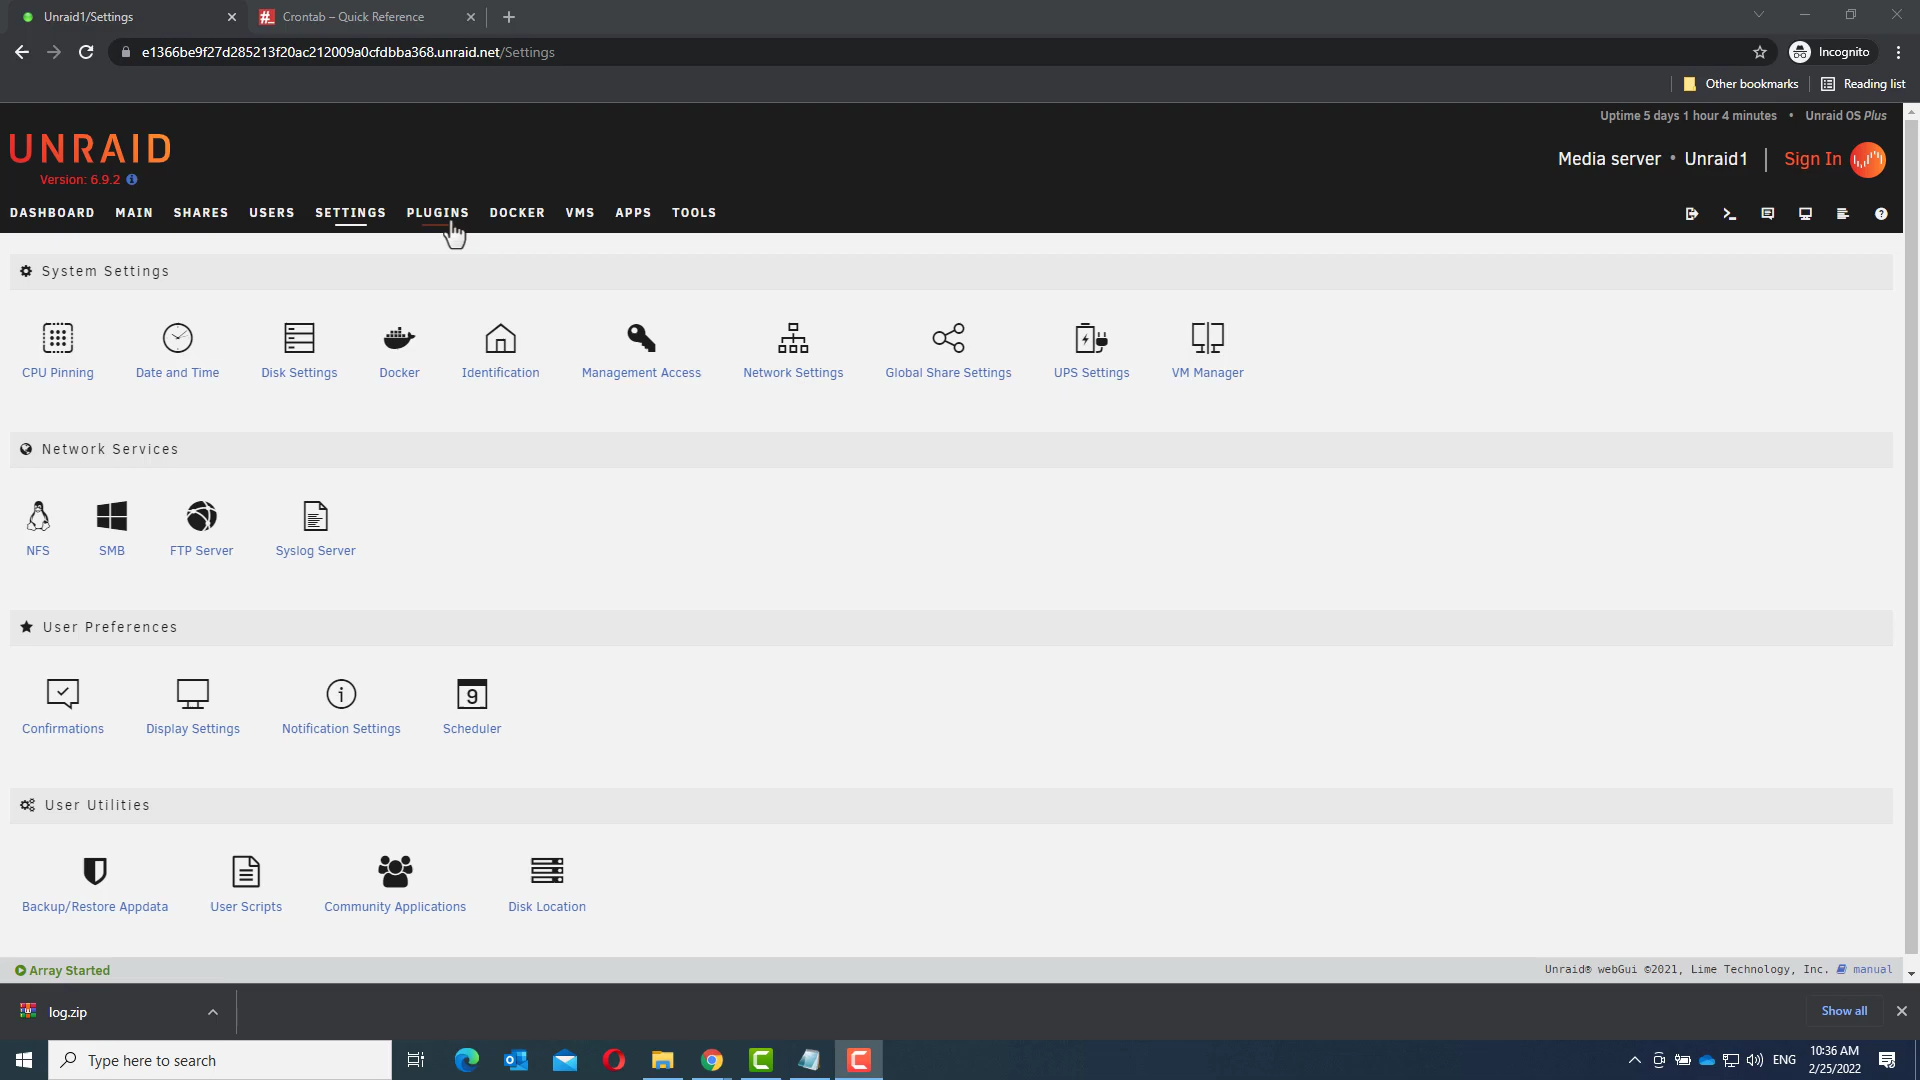 Unraid1/Settings
Crontab – Quick Reference
e1366be9f27d285213f20ac212009a0cfdbba368.unraid.net/Settings
Incognito
Other bookmarks
Reading list
Uptime 5 days 1 hour 4 minutes • Unraid OS Plus
UNRAID
Media server • Unraid1 | Sign In
Version: 6.9.2
DASHBOARD MAIN SHARES USERS SETTINGS PLUGINS DOCKER VMS APPS TOOLS
System Settings
CPU Pinning Date and Time Disk Settings Docker Identification Management Access Network Settings Global Share Settings UPS Settings VM Manager
Network Services
NFS SMB FTP Server Syslog Server
User Preferences
9
Confirmations Display Settings Notification Settings Scheduler
User Utilities
Backup/Restore Appdata User Scripts Community Applications Disk Location
Array Started
Unraid® webGui ©2021, Lime Technology, Inc. manual
log.zip
Show all
Type here to search
ENG
10:36 AM
2/25/2022